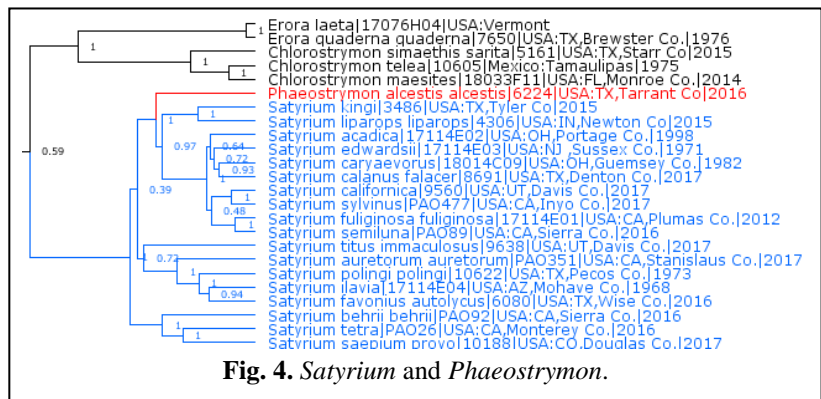 Erora laeta|17076H04|USA:Vermont
1
Erora quaderna quaderna|7650|USA:TX,Brewster Co.|1976
1
Chlorostrymon simaethis sarita|5161|USA:TX,Starr Co|2015
1
Chlorostrymon telea|10605|Mexico:Tamaulipas|1975
1
Chlorostrymon maesites|18033F11|USA:FL,Monroe Co.|2014
Phaeostrymon alcestis alcestis|6224|USA:TX,Tarrant Co|2016
Satyrium kingi|3486|USA:TX,Tyler Co|2015
1 1
Satyrium liparops liparops|4306|USA:IN,Newton Co|2015
Satyrium acadica|17114E02|USA:OH,Portage Co.|1998
0.97 0.64
Satyrium edwardsii|17114E03|USA:NJ ,Sussex Co.|1971
0.59 0.72
Satyrium caryaevorus|18014C09|USA:OH,Guemsey Co.|1982
0.93
Satyrium calanus falacer|8691|USA:TX,Denton Co.|2017
0.39
Satyrium californica|9560|UT,Davis Co.|2017
1
Satyrium sylvinus|PAO477|USA:CA,Inyo Co.|2017
0.48
Satyrium fuliginosa fuliginosa|17114E01|USA:CA,Plumas Co.|2012
1
Satyrium semiluna|PAO89|USA:CA,Sierra Co.|2016
Satyrium titus immaculosus|9638|USA:UT,Davis Co.|2017
1 0.72
Satyrium auretorum auretorum|PAO351|USA:CA,Stanislaus Co.|2017
Satyrium polingi polingi|10622|USA:TX,Pecos Co.|1973
1
Satyrium ilavia|17114E04|USA:AZ,Mohave Co.|1968
0.94
Satyrium favonius autolycus|6080|USA:TX,Wise Co.|2016
Satyrium behrii behrii|PAO92|USA:CA,Sierra Co.|2016
1
Satyrium tetra|PAO26|USA:CA,Monterey Co.|2016
1
Satyrium saepium provo|10188|USA:CO,Douglas Co.|2017
Fig. 4. Satyrium and Phaeostrymon.